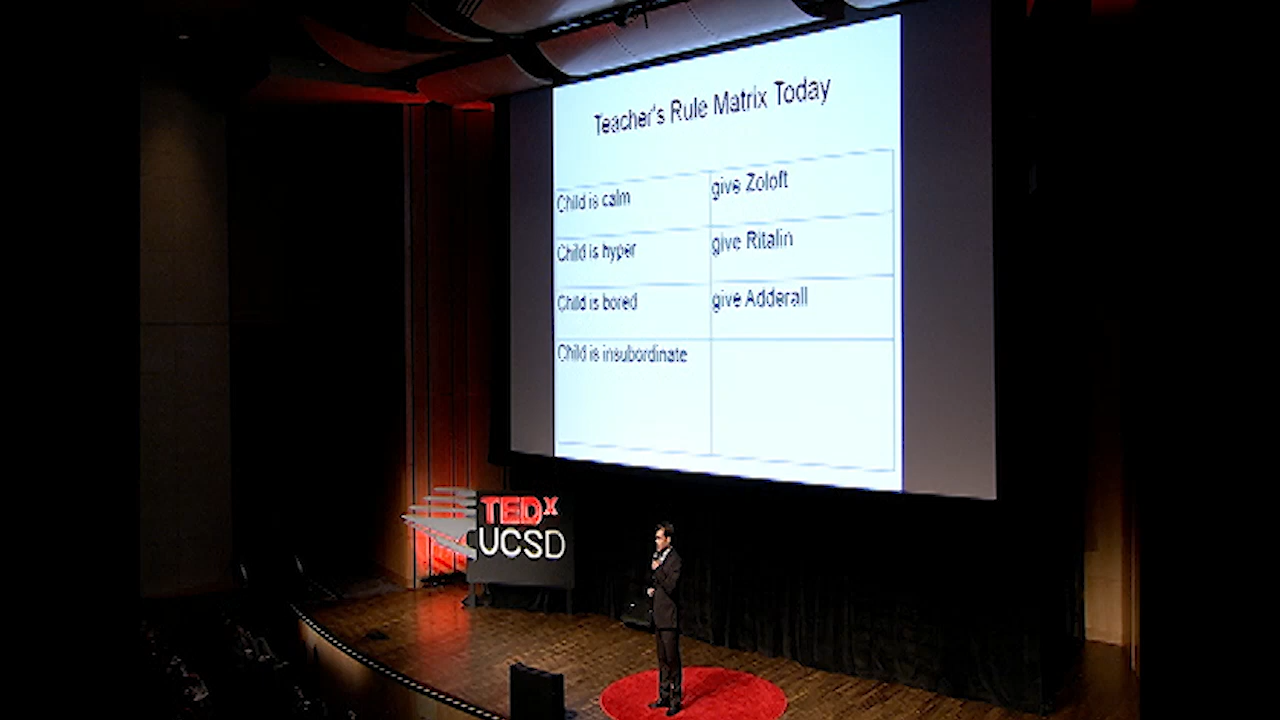 Teacher's Rule Matrix Today
Child is calm give Zoloft
Child is hyper give Ritalin
Child is bored give Adderall
Child is insubordinate
TEDx
UCSD